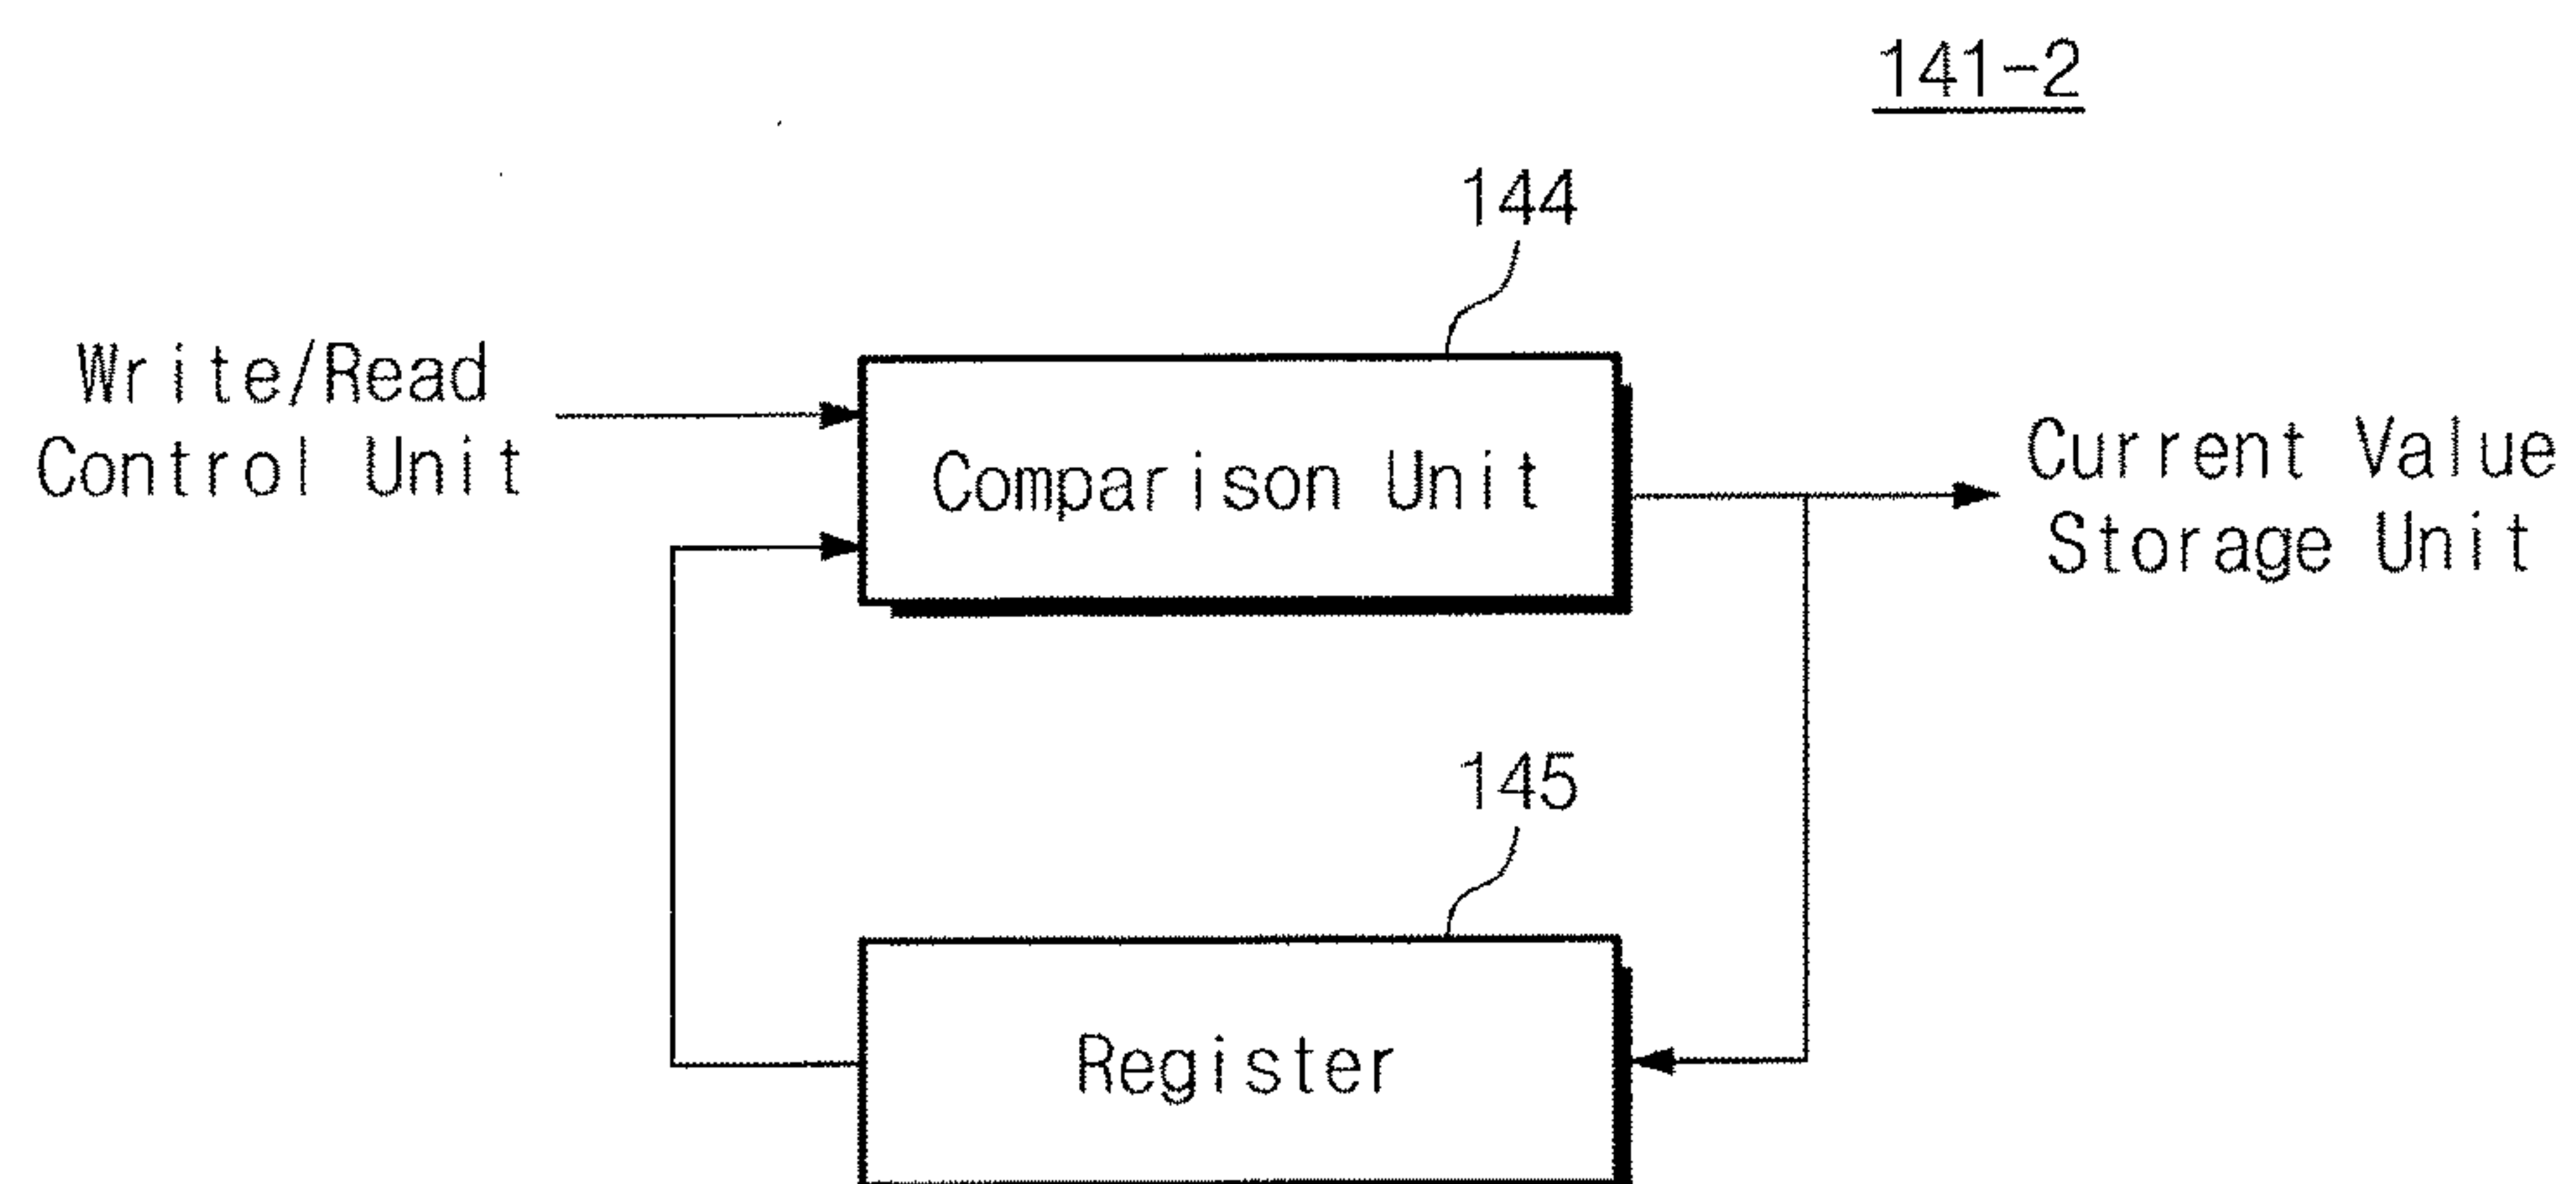 141-2
144
Write/Read
Control Unit
Comparison Unit
Current Value
Storage Unit
145
Register